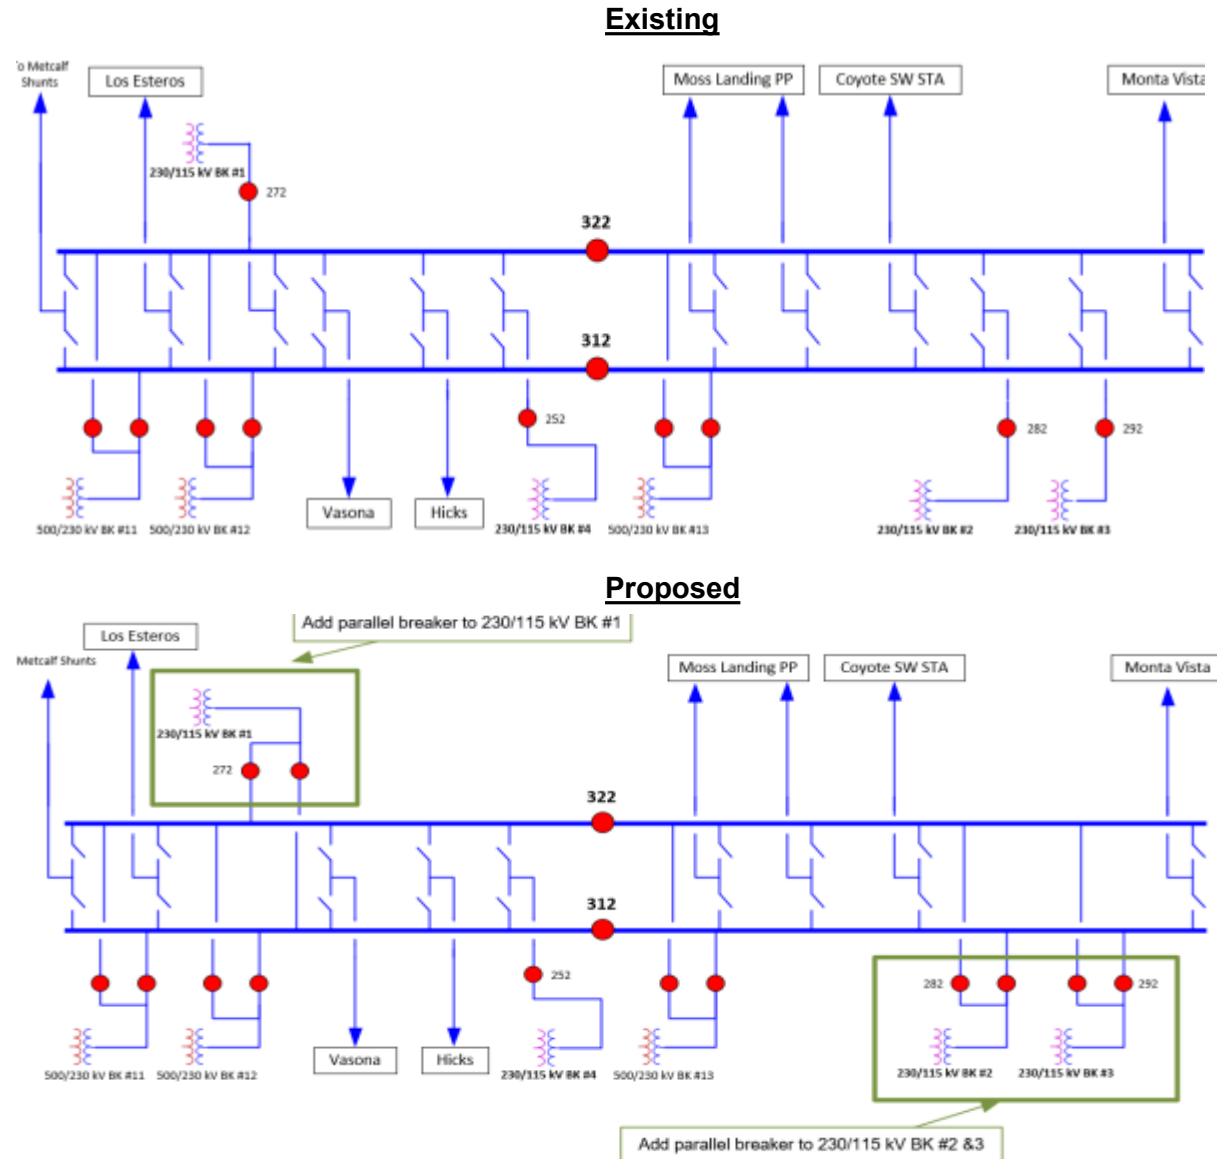 Existing
o Metcalf
Shunts
Los Esteros
Moss Landing PP
Coyote SW STA
Monta Vista
230/115 kV BK #1
272
322
312
252
282
292
Vasona
Hicks
500/230 kV BK #11
500/230 kV BK #12
230/115 kV BK #4
500/230 kV BK #13
230/115 kV BK #2
230/115 kV BK #3
Proposed
Add parallel breaker to 230/115 kV BK #1
Los Esteros
Metcalf Shunts
Moss Landing PP
Coyote SW STA
Monta Vista
230/115 kV BK #1
272
322
312
252
282
292
Vasona
Hicks
500/230 kV BK #11
500/230 kV BK #12
230/115 kV BK #4
500/230 kV BK #13
230/115 kV BK #2
230/115 kV BK #3
Add parallel breaker to 230/115 kV BK #2 &3